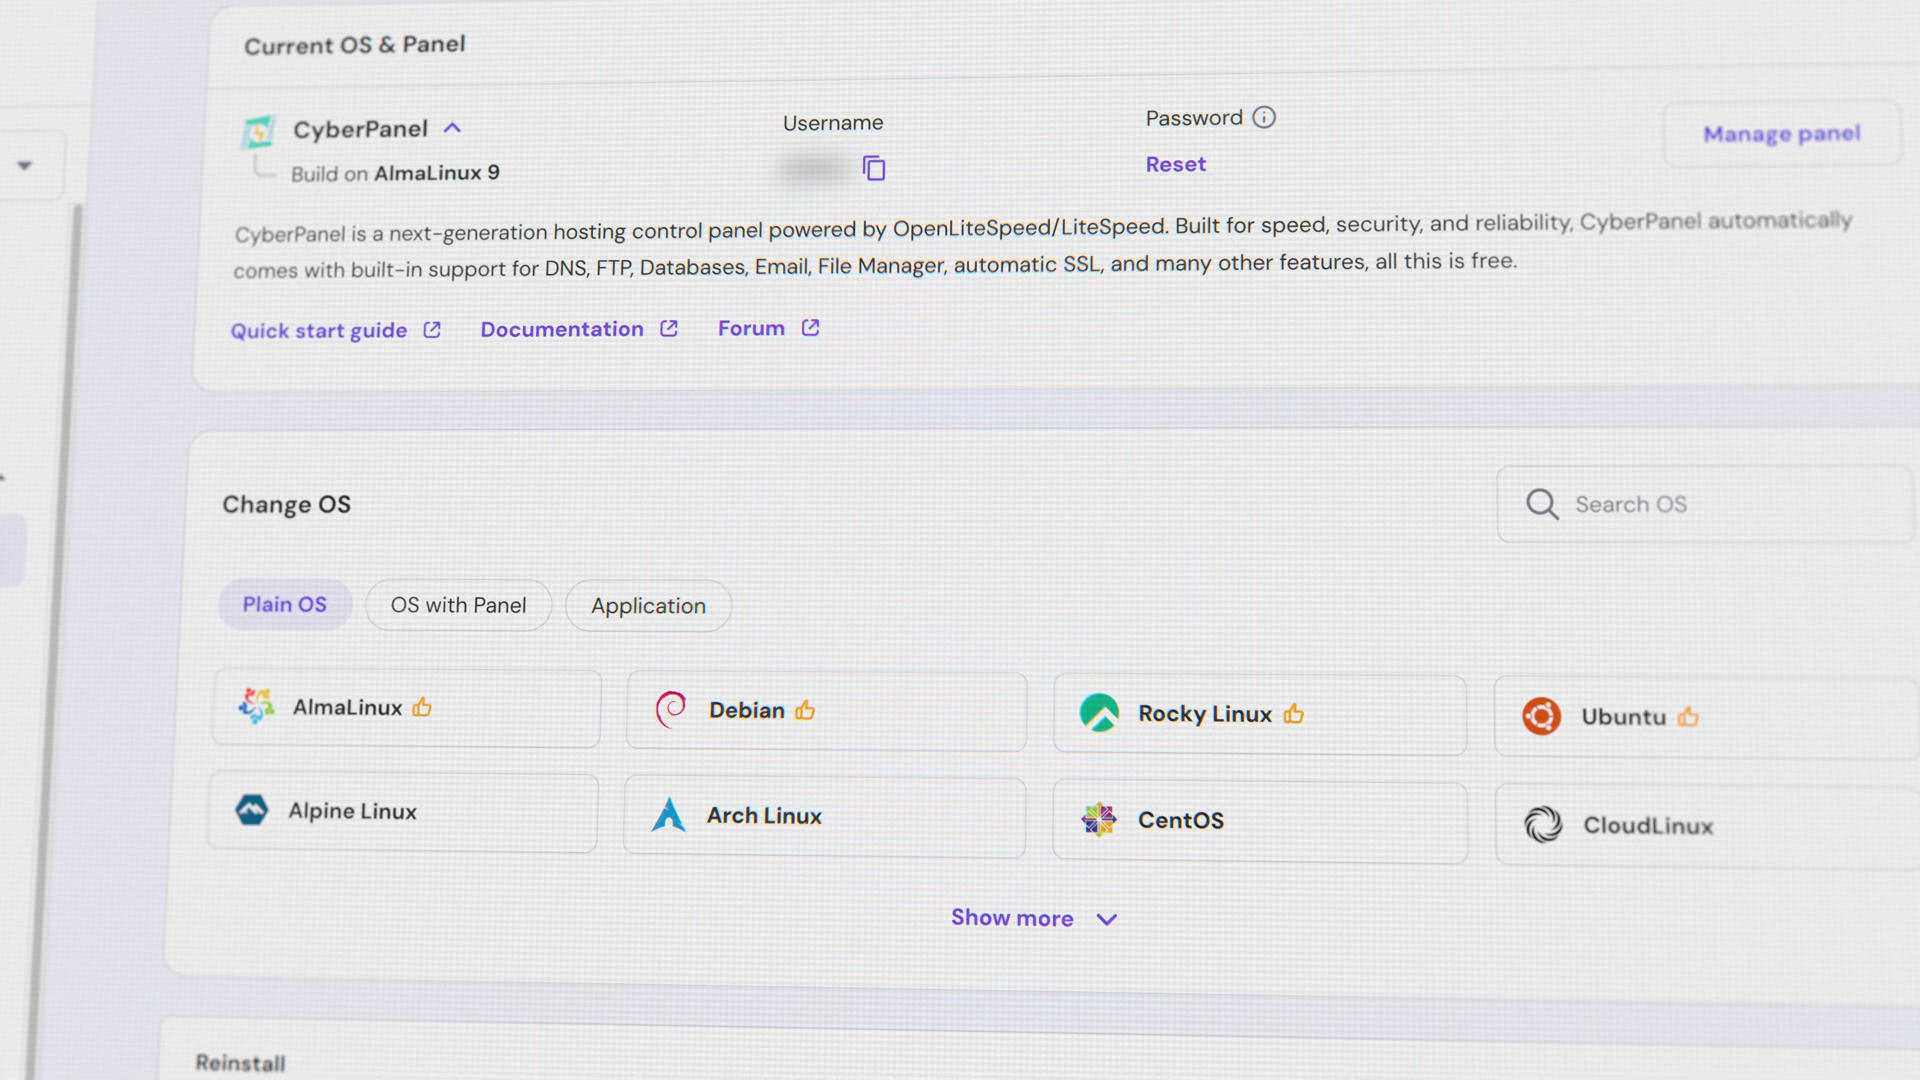 Current OS & Panel
CyberPanel
Username
Password
Manage panel
Build on AlmaLinux 9
Reset
CyberPanel is a next-generation hosting control panel powered by OpenLiteSpeed/LiteSpeed. Built for speed, security, and reliability, CyberPanel automatically
comes with built-in support for DNS, FTP, Databases, Email, File Manager, automatic SSL, and many other features, all this is free.
Quick start guide Documentation Forum
Change OS
Search OS
Plain OS OS with Panel Application
AlmaLinux Debian Rocky Linux Ubuntu
Alpine Linux Arch Linux CentOS CloudLinux
Show more
Reinstall